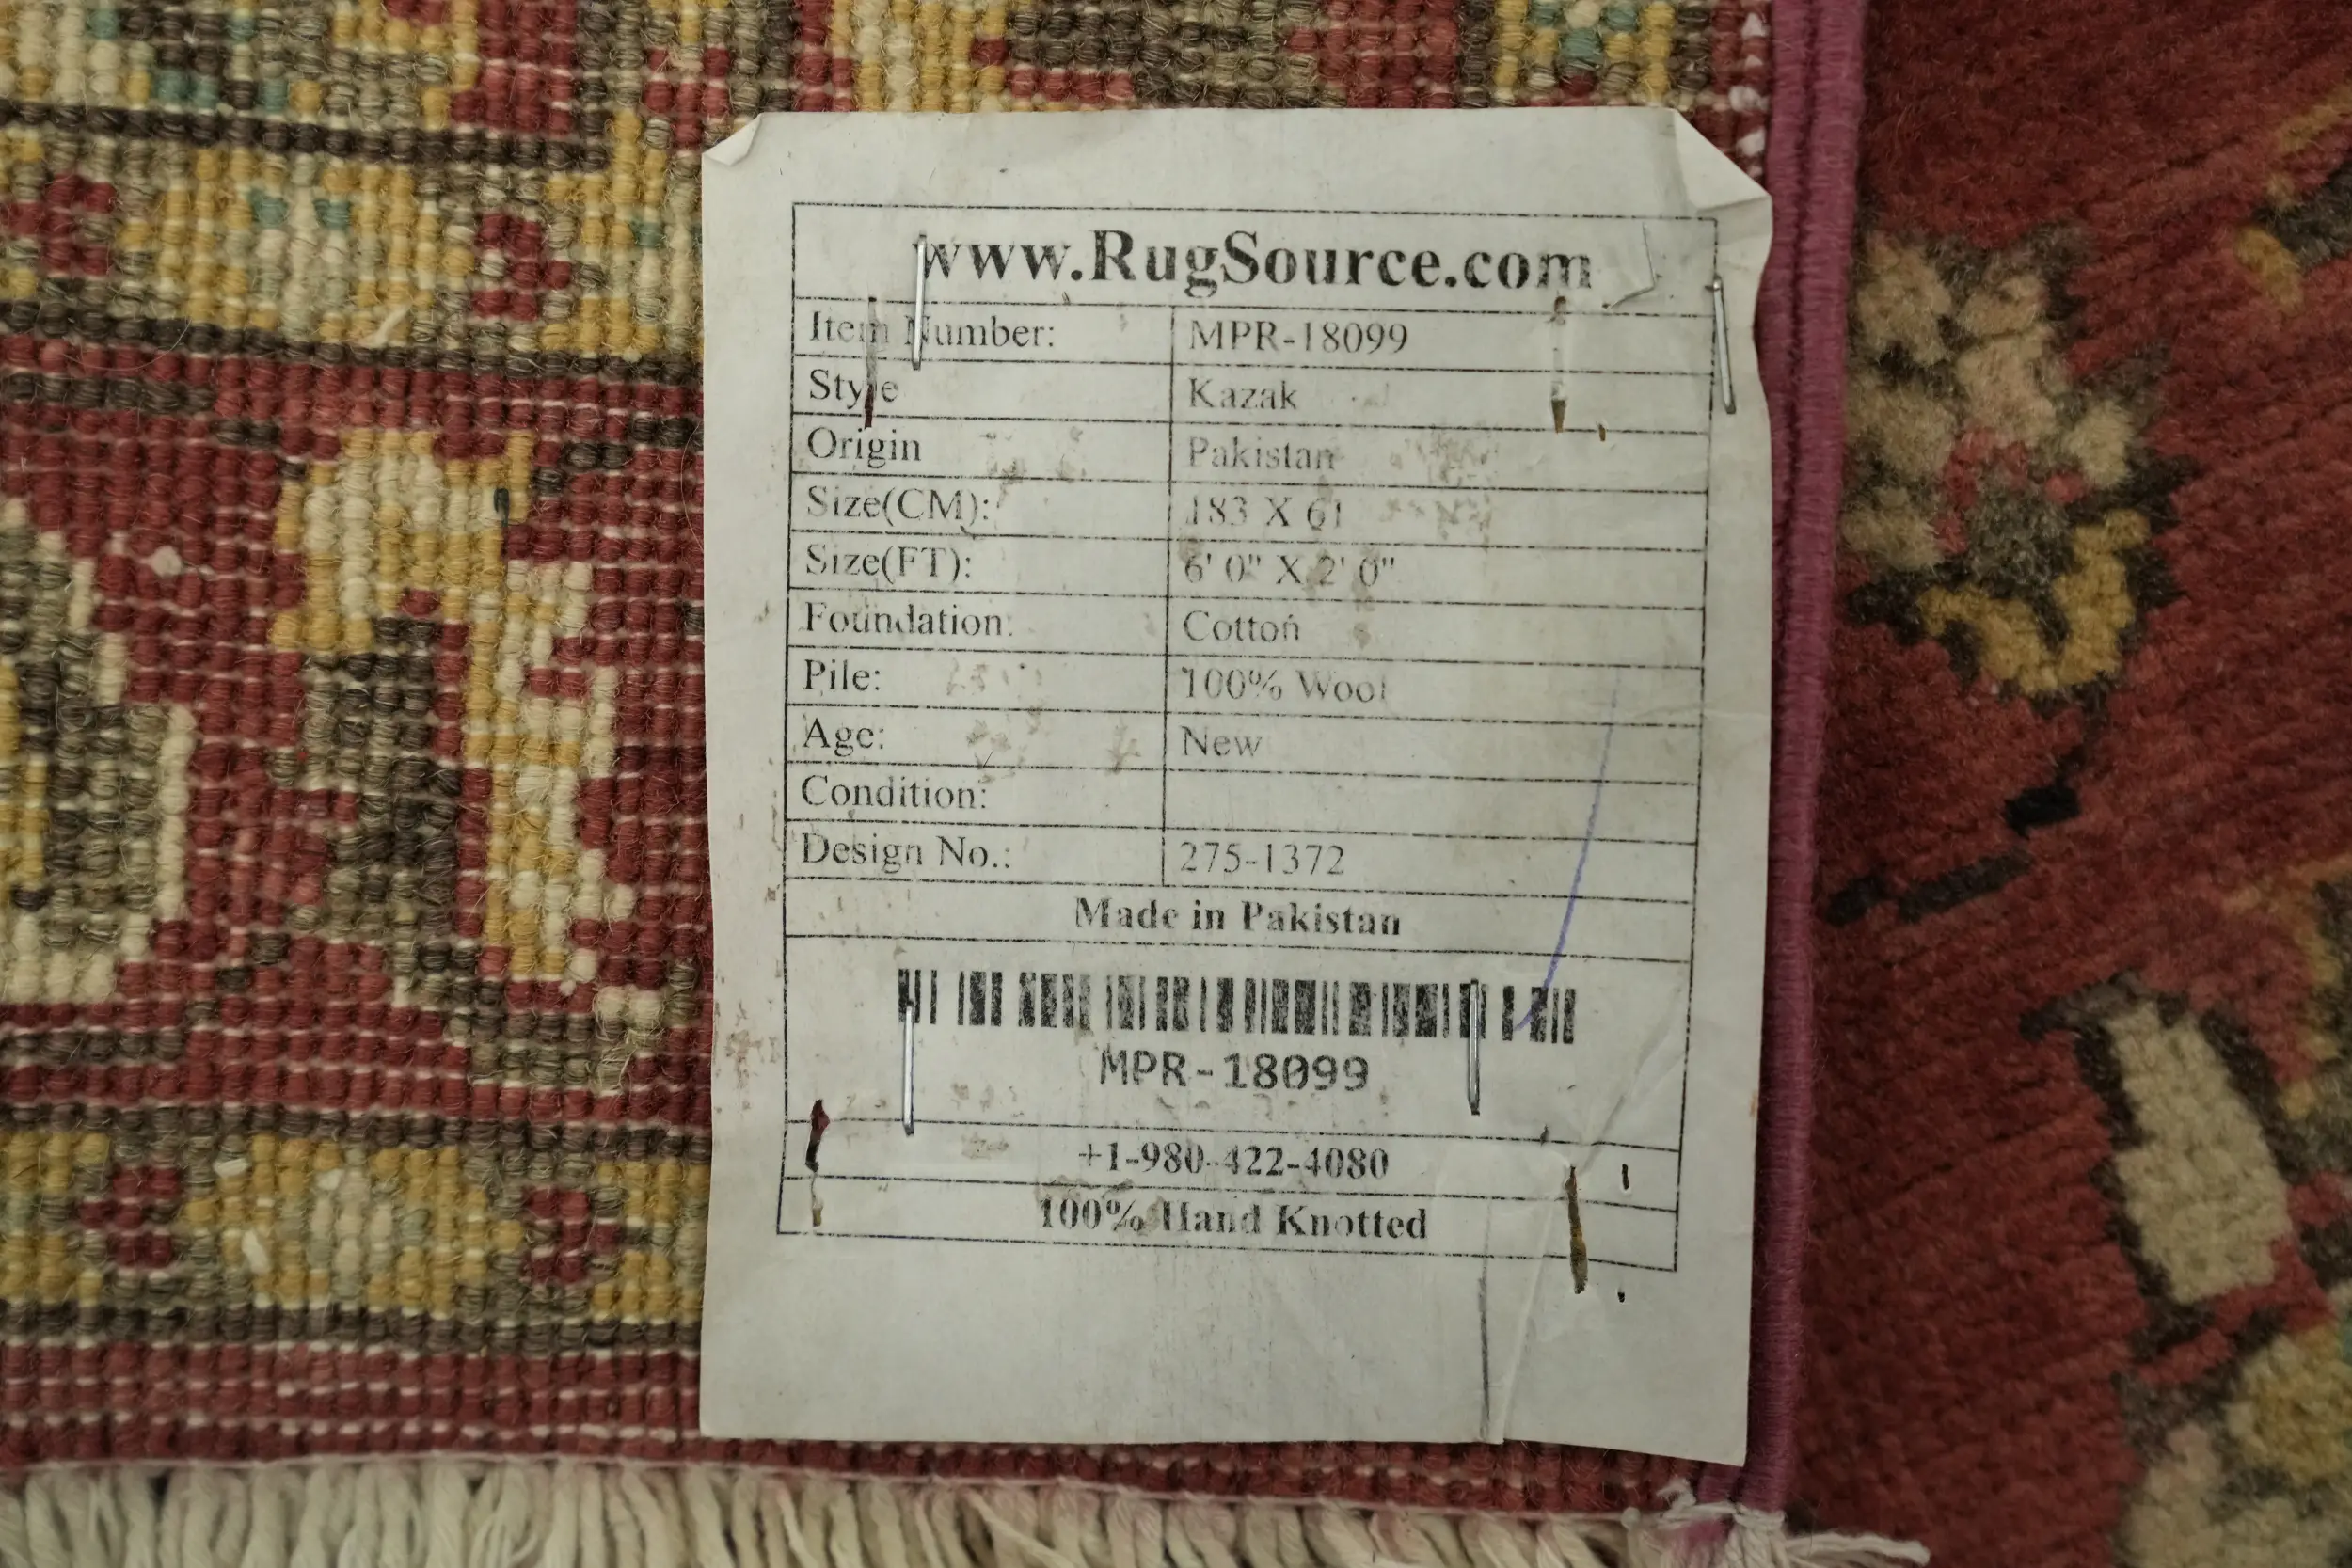 www.RugSource.com
Item Number: MPR-18099
Style Kazak
Origin Pakistan
Size(CM): 183 X 61
Size(FT): 6' 0" X 2' 0"
Foundation: Cotton
Pile: 100% Wool
Age: New
Condition:
Design No.: 275-1372
Made in Pakistan
MPR-18099
+1-980-422-4080
100% Hand Knotted